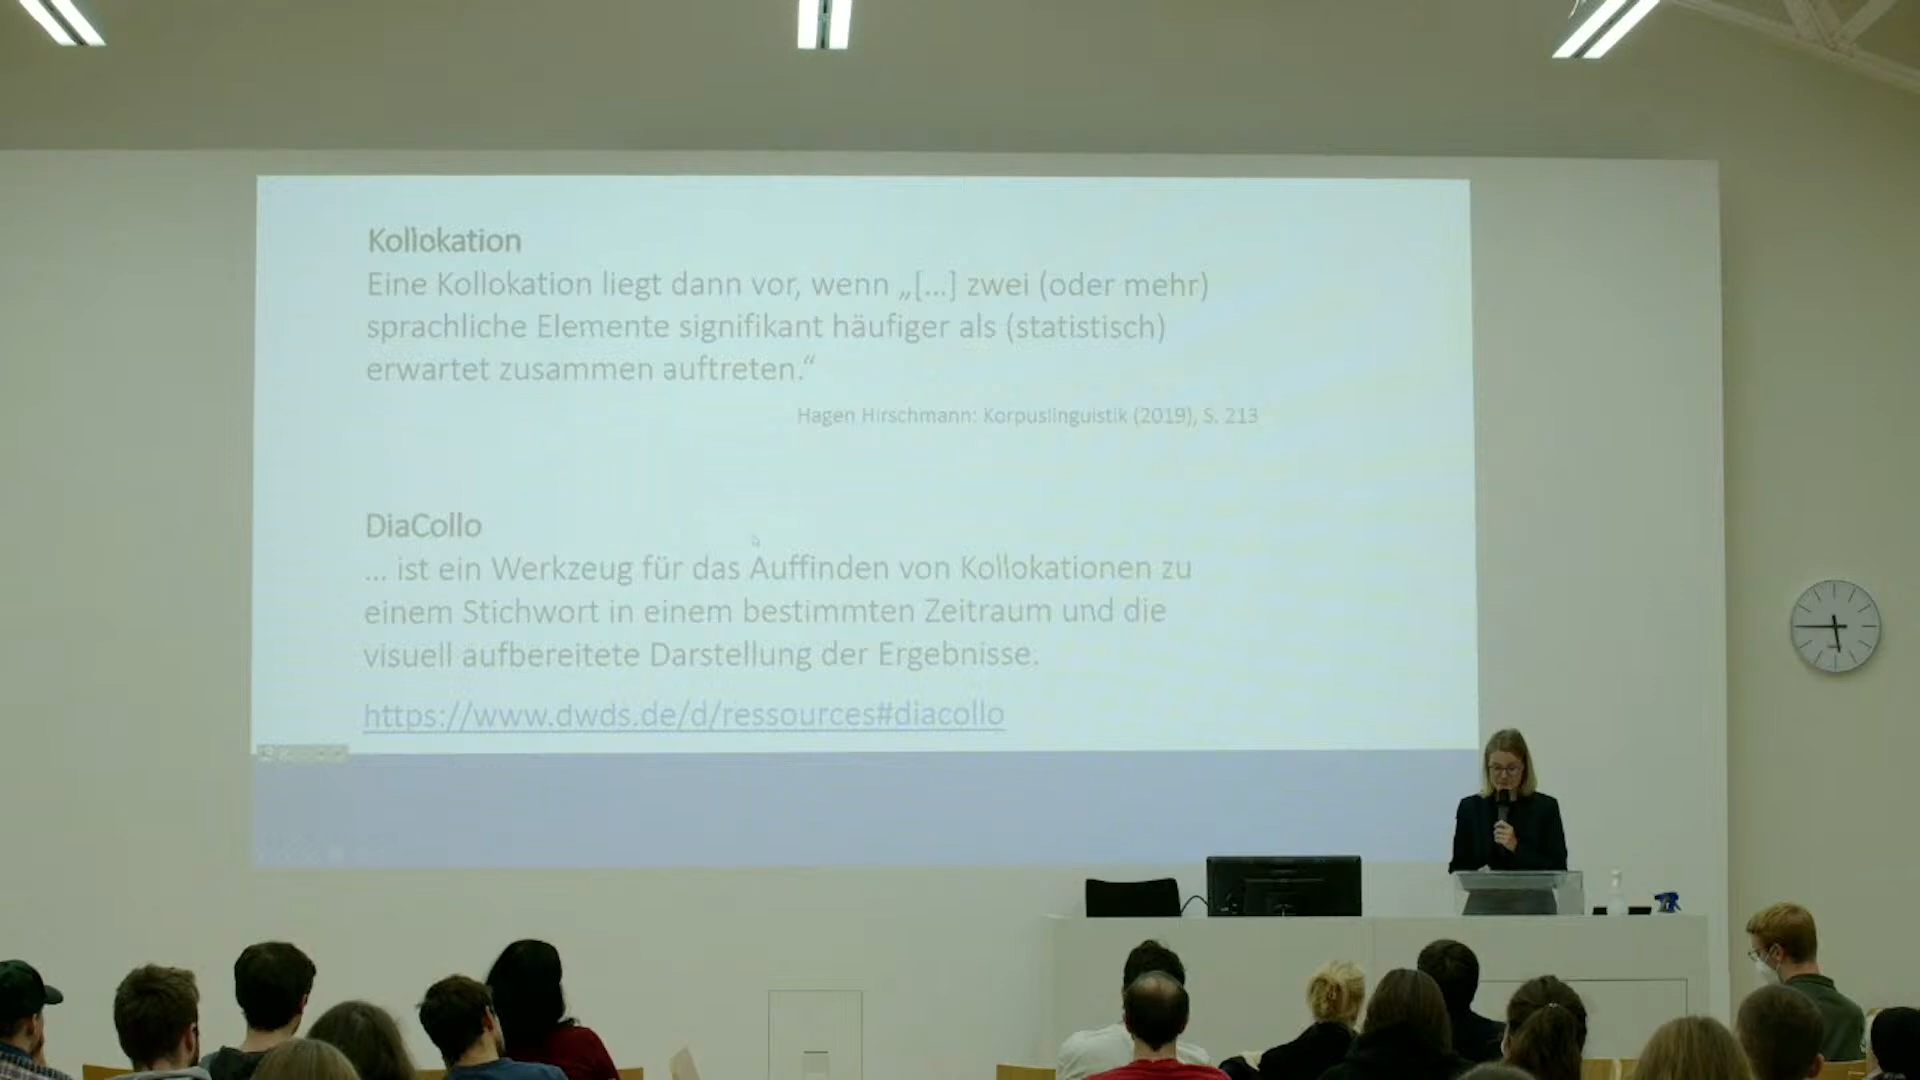 Kollokation
Eine Kollokation liegt dann vor, wenn „[...] zwei (oder mehr)
sprachliche Elemente signifikant häufiger als (statistisch)
erwartet zusammen auftreten.“
Hagen Hirschmann: Korpuslinguistik (2019), S. 213
DiaCollo
... ist ein Werkzeug für das Auffinden von Kollokationen zu
einem Stichwort in einem bestimmten Zeitraum und die
visuell aufbereitete Darstellung der Ergebnisse.
https://www.dwds.de/d/ressources#diacollo